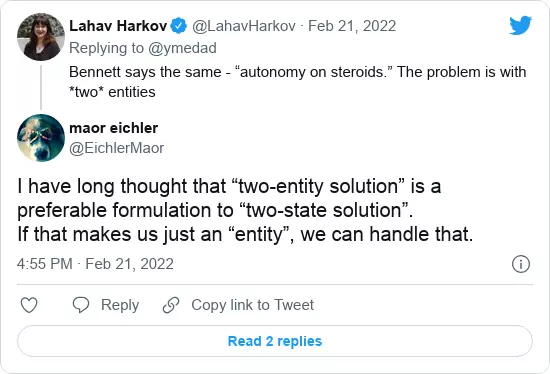 Lahav Harkov @LahavHarkov · Feb 21, 2022
Replying to @ymedad
Bennett says the same - “autonomy on steroids.” The problem is with
*two* entities
maor eichler
@EichlerMaor
I have long thought that “two-entity solution” is a
preferable formulation to “two-state solution”.
If that makes us just an “entity”, we can handle that.
4:55 PM · Feb 21, 2022
Reply Copy link to Tweet
Read 2 replies